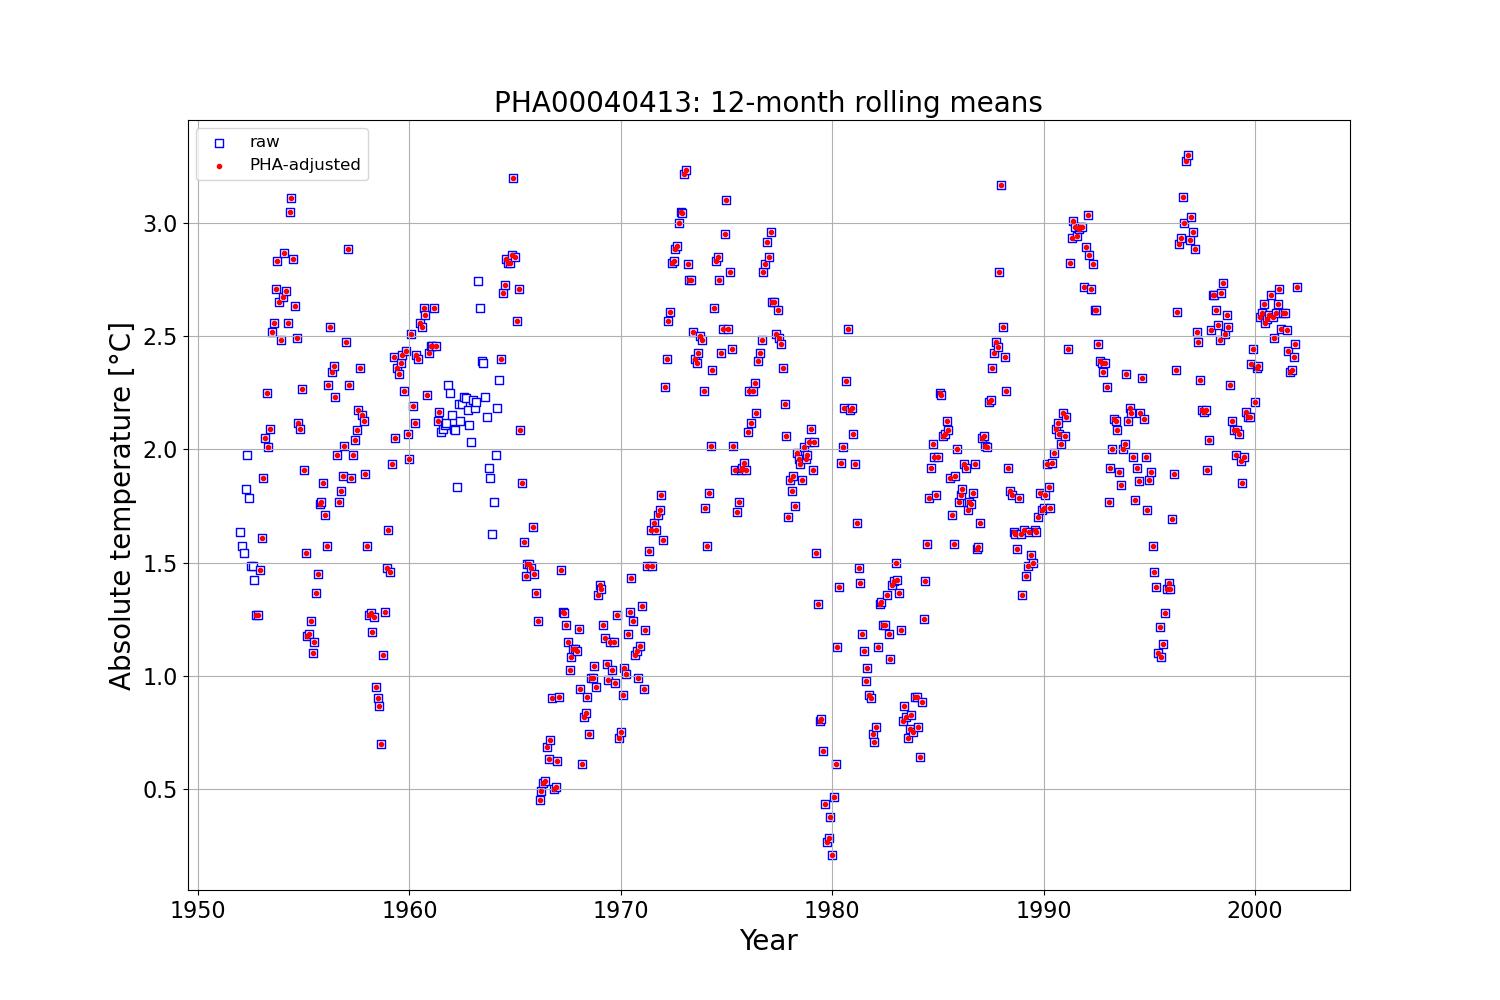 PHA00040413: 12-month rolling means
raw
PHA-adjusted
Absolute temperature [°C]
3.0
2.5
2.0
1.5
1.0
0.5
1950 1960 1970 1980 1990 2000
Year